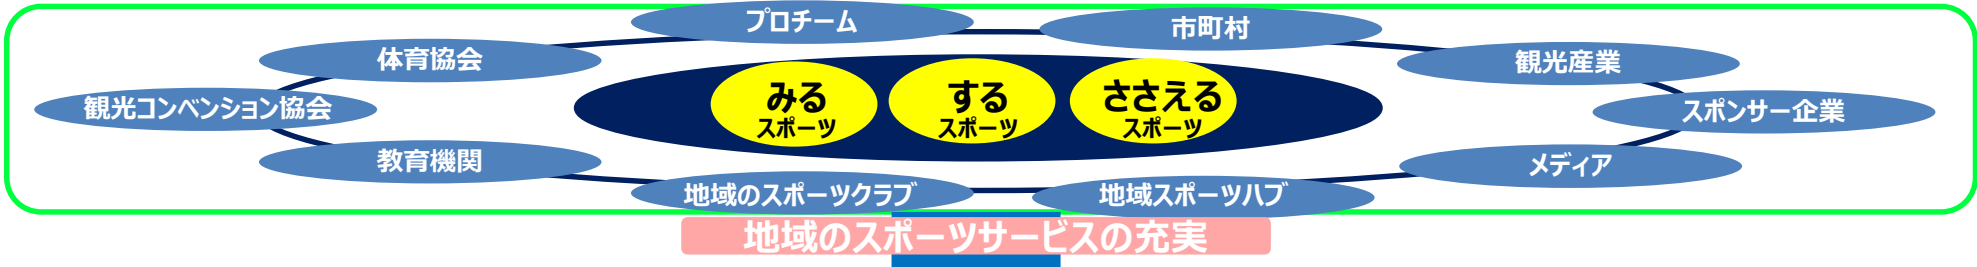 プロチーム
市町村
体育協会
観光産業
みる
スポーツ
する
スポーツ
ささえる
スポーツ
観光コンベンション協会
スポンサー企業
教育機関
メディア
地域のスポーツクラブ
地域スポーツハブ
地域のスポーツサービスの充実